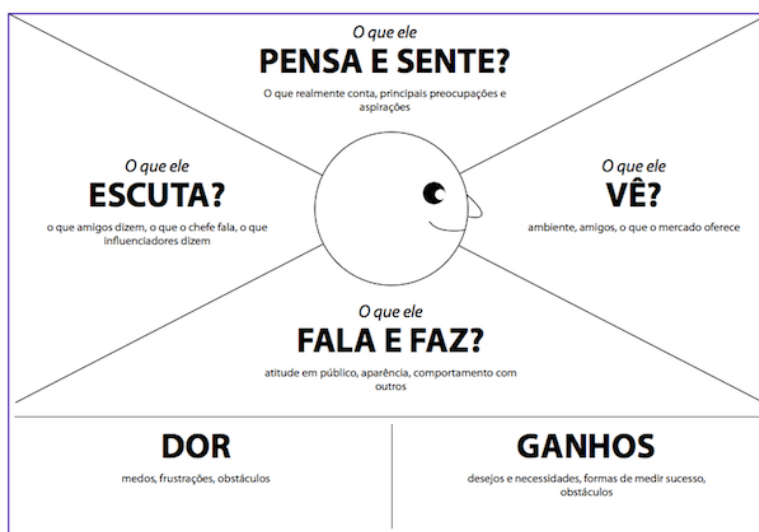 O que ele
PENSA E SENTE?
O que realmente conta, principais preocupações e
aspirações
O que ele
ESCUTA?
o que amigos dizem, o que o chefe fala, o que
influenciadores dizem
O que ele
VÊ?
ambiente, amigos, o que o mercado oferece
O que ele
FALA E FAZ?
atitude em público, aparência, comportamento com
outros
DOR
medos, frustrações, obstáculos
GANHOS
desejos e necessidades, formas de medir sucesso,
obstáculos